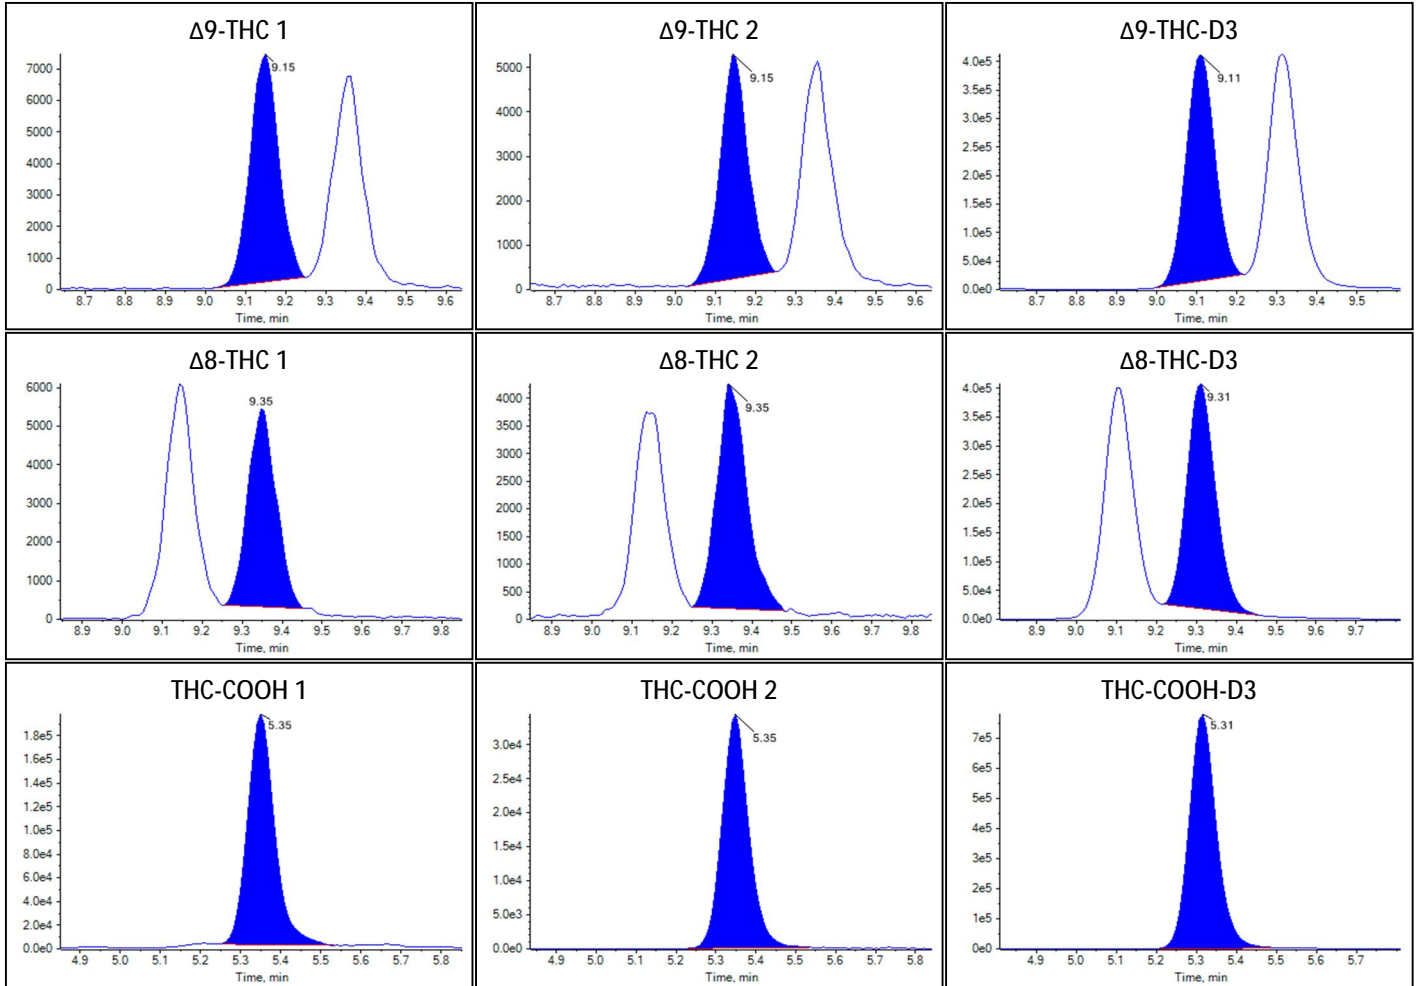 Δ9-THC 1
7000
6000
5000
4000
3000
2000
1000
0
9.15
8.7 8.8 8.9 9.0 9.1 9.2 9.3 9.4 9.5 9.6
Time, min
Δ9-THC 2
5000
4000
3000
2000
1000
0
9.15
8.7 8.8 8.9 9.0 9.1 9.2 9.3 9.4 9.5 9.6
Time, min
Δ9-THC-D3
4.0e5
3.5e5
3.0e5
2.5e5
2.0e5
1.5e5
1.0e5
5.0e4
0.0e0
9.11
8.7 8.8 8.9 9.0 9.1 9.2 9.3 9.4 9.5
Time, min
Δ8-THC 1
6000
5000
4000
3000
2000
1000
0
9.35
8.9 9.0 9.1 9.2 9.3 9.4 9.5 9.6 9.7 9.8
Time, min
Δ8-THC 2
4000
3500
3000
2500
2000
1500
1000
500
0
9.35
8.9 9.0 9.1 9.2 9.3 9.4 9.5 9.6 9.7 9.8
Time, min
Δ8-THC-D3
4.0e5
3.5e5
3.0e5
2.5e5
2.0e5
1.5e5
1.0e5
5.0e4
0.0e0
9.31
8.9 9.0 9.1 9.2 9.3 9.4 9.5 9.6 9.7
Time, min
THC-COOH 1
1.8e5
1.6e5
1.4e5
1.2e5
1.0e5
8.0e4
6.0e4
4.0e4
2.0e4
0.0e0
5.35
4.9 5.0 5.1 5.2 5.3 5.4 5.5 5.6 5.7 5.8
Time, min
THC-COOH 2
3.0e4
2.5e4
2.0e4
1.5e4
1.0e4
5.0e3
0.0e0
5.35
4.9 5.0 5.1 5.2 5.3 5.4 5.5 5.6 5.7 5.8
Time, min
THC-COOH-D3
7e5
6e5
5e5
4e5
3e5
2e5
1e5
0e0
5.31
4.9 5.0 5.1 5.2 5.3 5.4 5.5 5.6 5.7
Time, min